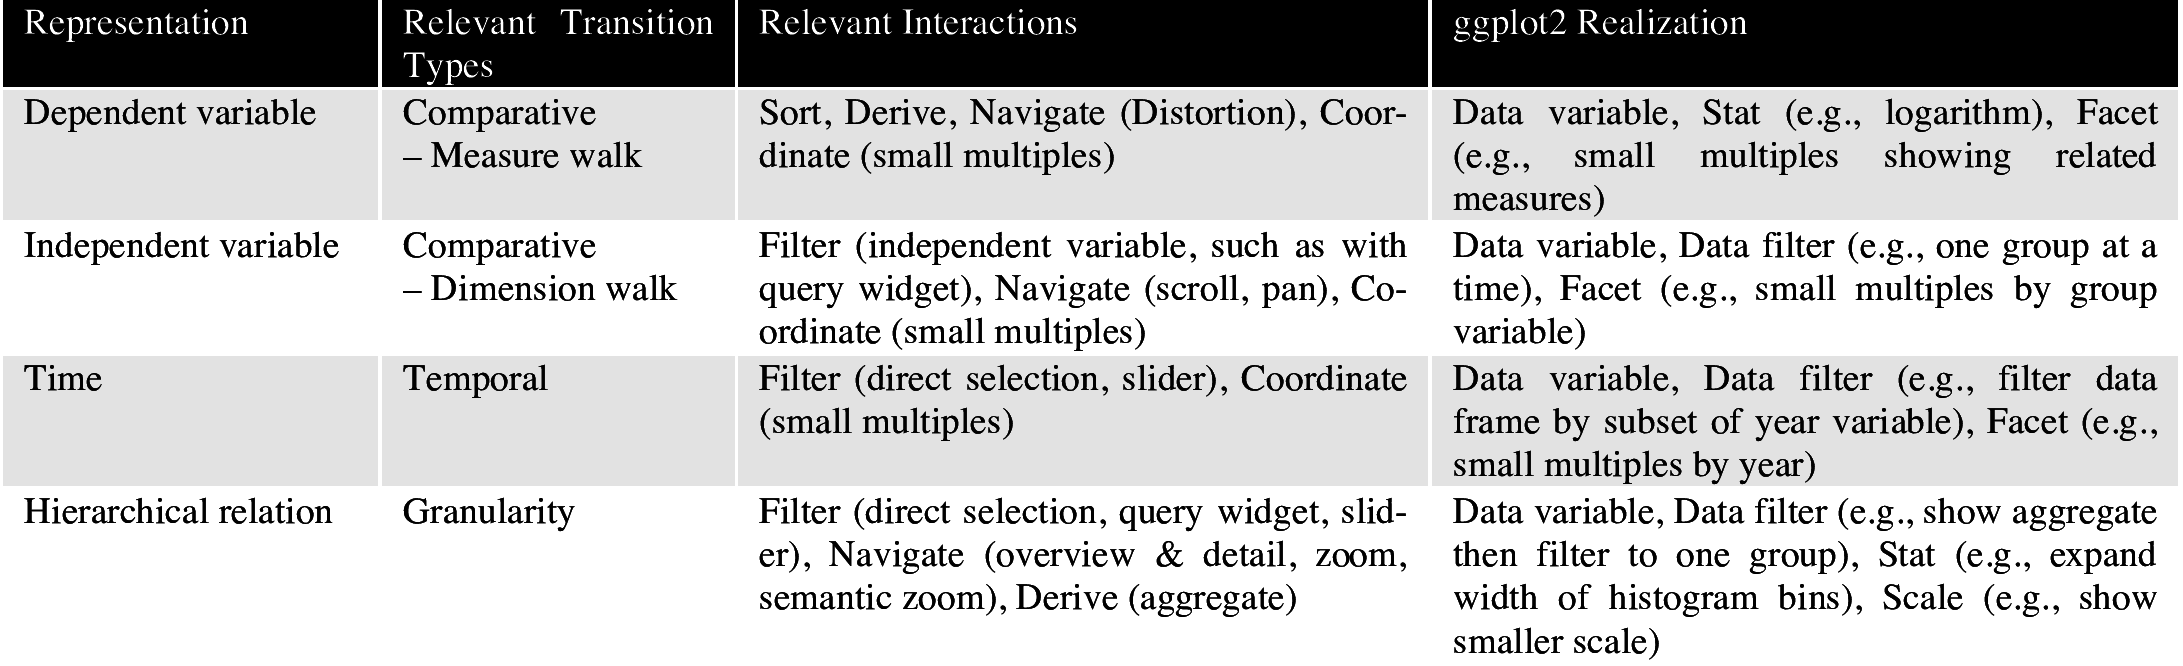 Representation
Relevant Transition Types
Relevant Interactions
ggplot2 Realization
Dependent variable
Comparative
– Measure walk
Sort, Derive, Navigate (Distortion), Coor-
dinate (small multiples)
Data variable, Stat (e.g., logarithm), Facet
(e.g., small multiples showing related
measures)
Independent variable
Comparative
– Dimension walk
Filter (independent variable, such as with
query widget), Navigate (scroll, pan), Co-
ordinate (small multiples)
Data variable, Data filter (e.g., one group at a
time), Facet (e.g., small multiples by group
variable)
Time
Temporal
Filter (direct selection, slider), Coordinate
(small multiples)
Data variable, Data filter (e.g., filter data
frame by subset of year variable), Facet (e.g.,
small multiples by year)
Hierarchical relation
Granularity
Filter (direct selection, query widget, slid-
er), Navigate (overview & detail, zoom,
semantic zoom), Derive (aggregate)
Data variable, Data filter (e.g., show aggregate
then filter to one group), Stat (e.g., expand
width of histogram bins), Scale (e.g., show
smaller scale)